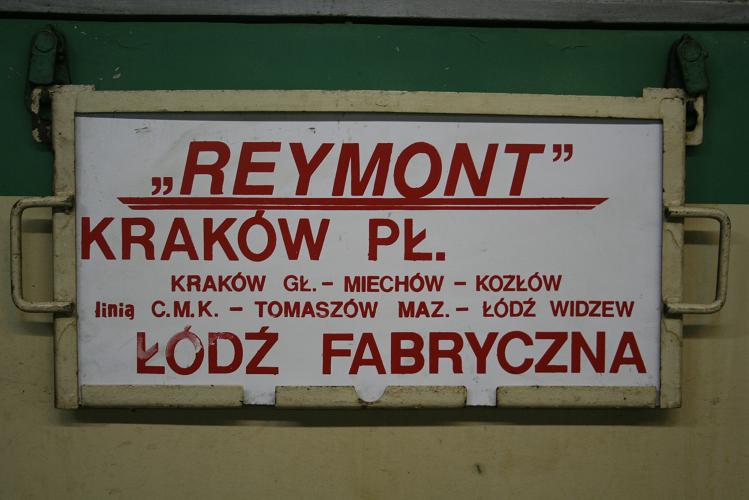 „REYMONT”
KRAKÓW PŁ.
KRAKÓW GŁ. – MIECHÓW – KOZŁÓW
linią C.M.K. – TOMASZÓW MAZ. – ŁÓDŹ WIDZEW
ŁÓDŹ FABRYCZNA